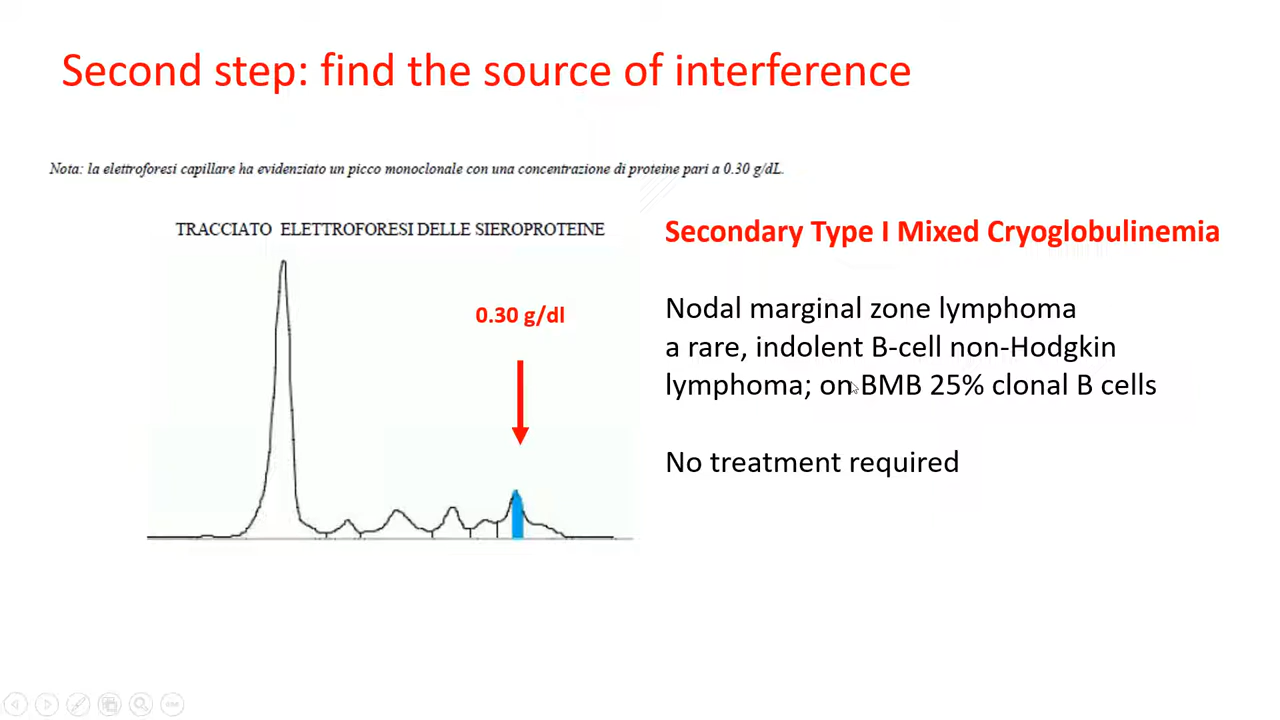 Second step: find the source of interference
Nota: la elettroforesi capillare ha evidenziato un picco monoclonale con una concentrazione di proteine pari a 0.30 g/dL.
TRACCIATO ELETTROFORESI DELLE SIEROPROTEINE
0.30 g/dl
Secondary Type I Mixed Cryoglobulinemia
Nodal marginal zone lymphoma
a rare, indolent B-cell non-Hodgkin
lymphoma; on BMB 25% clonal B cells
No treatment required